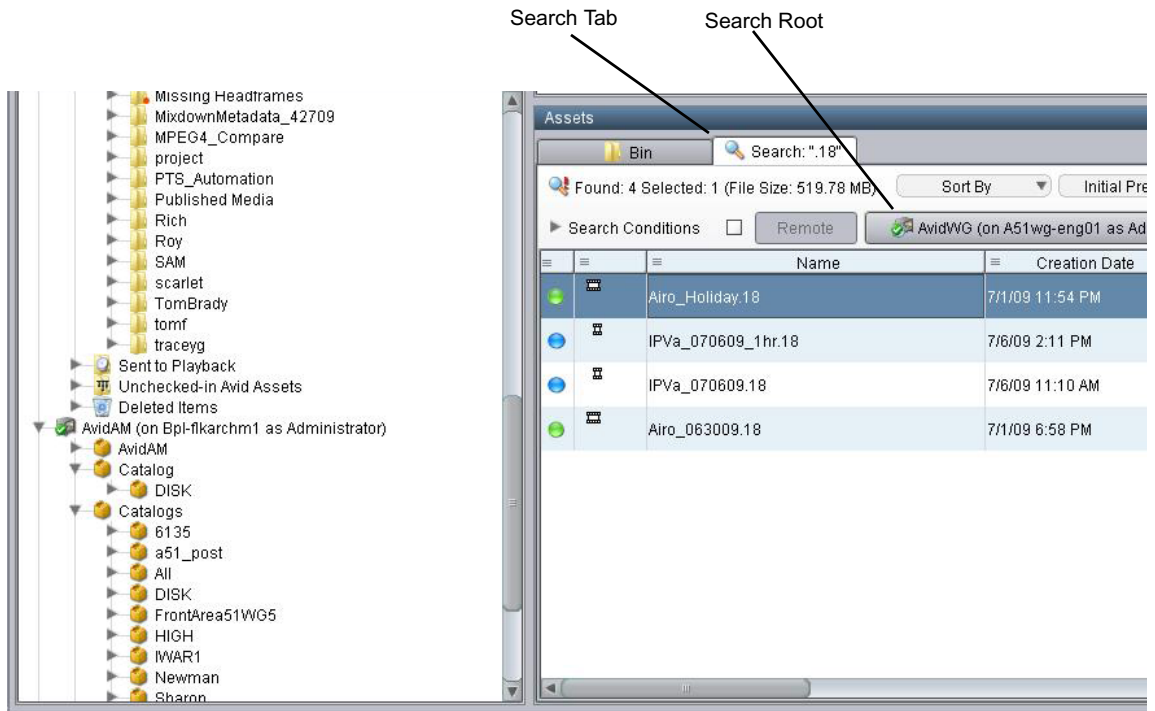 Search Tab
Search Root
Missing Headframes
MixdownMetadata_42709
MPEG4_Compare
project
PTS_Automation
Published Media
Rich
Roy
SAM
scarlet
TomBrady
tomf
traceyg
Sent to Playback
Unchecked-in Avid Assets
Deleted Items
AvidAM (on Bpl-flkarchm1 as Administrator)
AvidAM
Catalog
DISK
Catalogs
6135
a51_post
All
DISK
FrontArea51WG5
HIGH
IWAR1
Newman
Sharon
Assets
Bin
Search: ".18"
Found: 4 Selected: 1 (File Size: 519.78 MB)
Sort By
Initial Pre
Search Conditions
Remote
AvidWG (on A51wg-eng01 as Ad
Name Creation Date
Airo_Holiday.18 7/1/09 11:54 PM
IPVa_070609_1hr.18 7/6/09 2:11 PM
IPVa_070609.18 7/6/09 11:10 AM
Airo_063009.18 7/1/09 6:58 PM